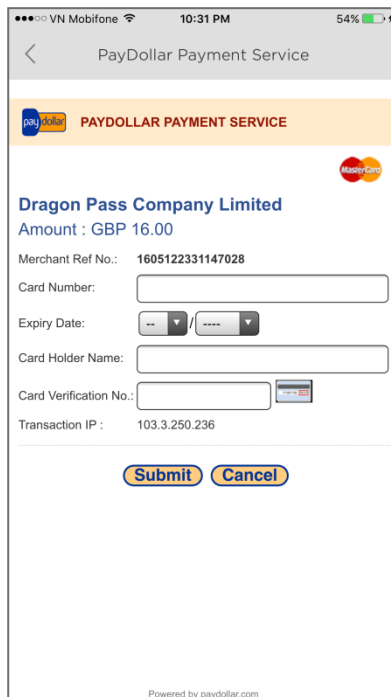 VN Mobifone 10:31 PM 54%
PayDollar Payment Service
pay dollar PAYDOLLAR PAYMENT SERVICE
MasterCard
Dragon Pass Company Limited
Amount : GBP 16.00
Merchant Ref No.: 1605122331147028
Card Number:
Expiry Date: -- / ----
Card Holder Name:
Card Verification No.:
Transaction IP : 103.3.250.236
Submit Cancel
Powered by paydollar.com